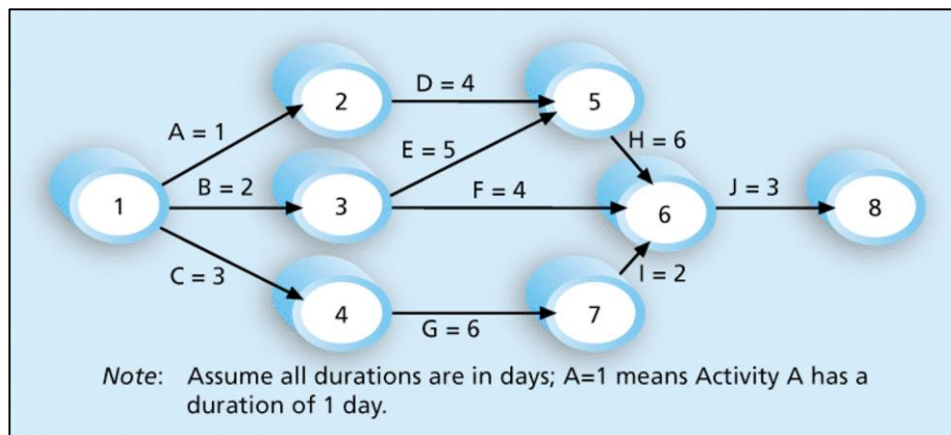 2
D = 4
5
A = 1
E = 5
H = 6
1
B = 2
3
F = 4
6
J = 3
8
C = 3
I = 2
4
G = 6
7
Note: Assume all durations are in days; A=1 means Activity A has a
duration of 1 day.